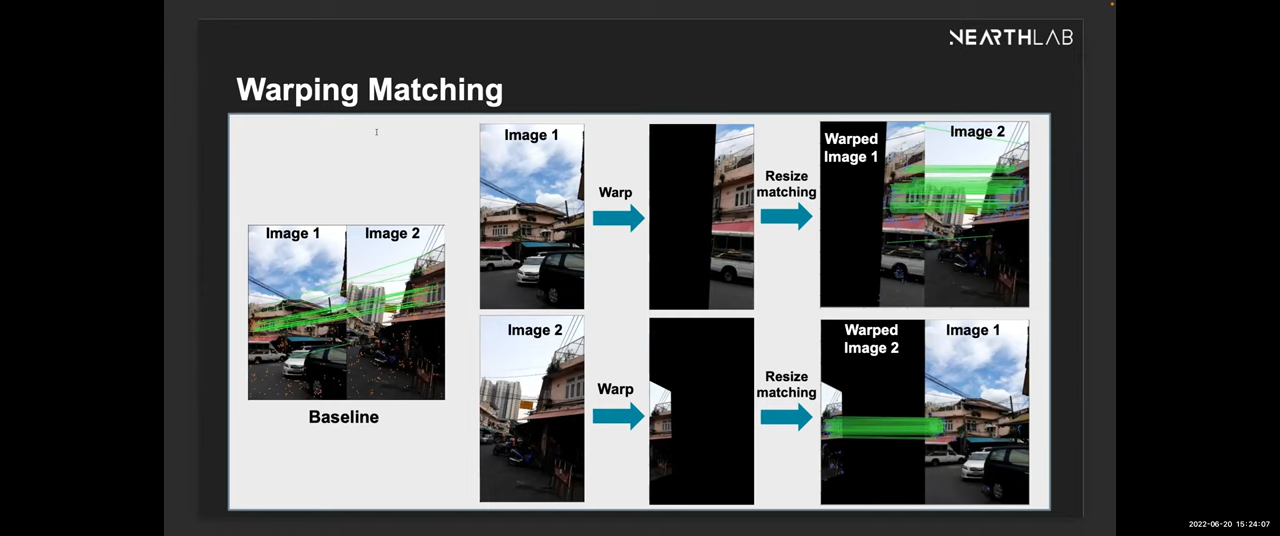 NEARTHLAB
Warping Matching
Image 1
Image 2
Baseline
Image 1
Warp
Resize
matching
Warped
Image 1
Image 2
Image 2
Warp
Resize
matching
Warped
Image 2
Image 1
2022-06-20 15:24:07